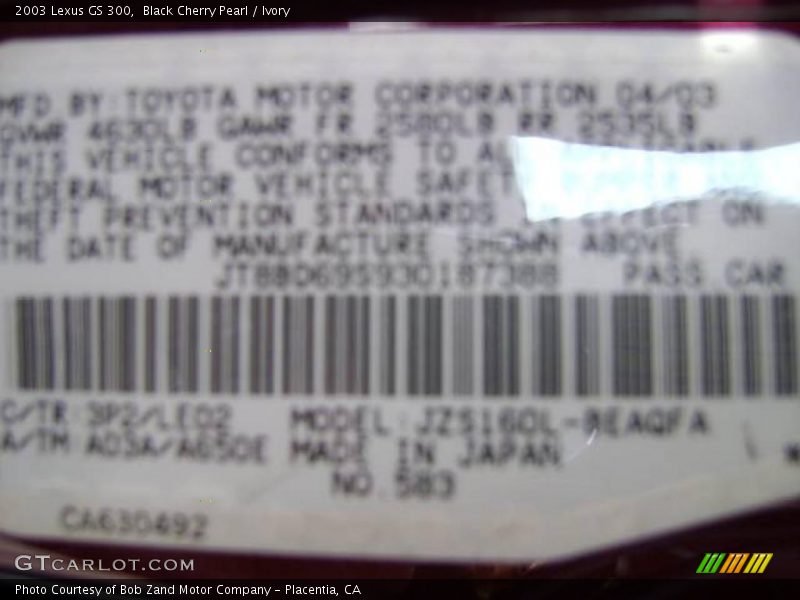 2003 Lexus GS 300, Black Cherry Pearl / Ivory
MFD BY: TOYOTA MOTOR CORPORATION 04/03
GVWR 4630LB GAWR FR 2580LB RR 2535LB
THIS VEHICLE CONFORMS TO
FEDERAL MOTOR VEHICLE
THEFT PREVENTION STANDARDS EFFECT ON
THE DATE OF MANUFACTURE SHOWN ABOVE
JT8BD69S930187388 PASS CAR
C/TR: 3P2/LE02 MODEL: JZS160L-BEAQFA
A/TM A03A/A650E MADE IN JAPAN
NO. 583
CA630492
GTCARLOT.COM
Photo Courtesy of Bob Zand Motor Company - Placentia, CA